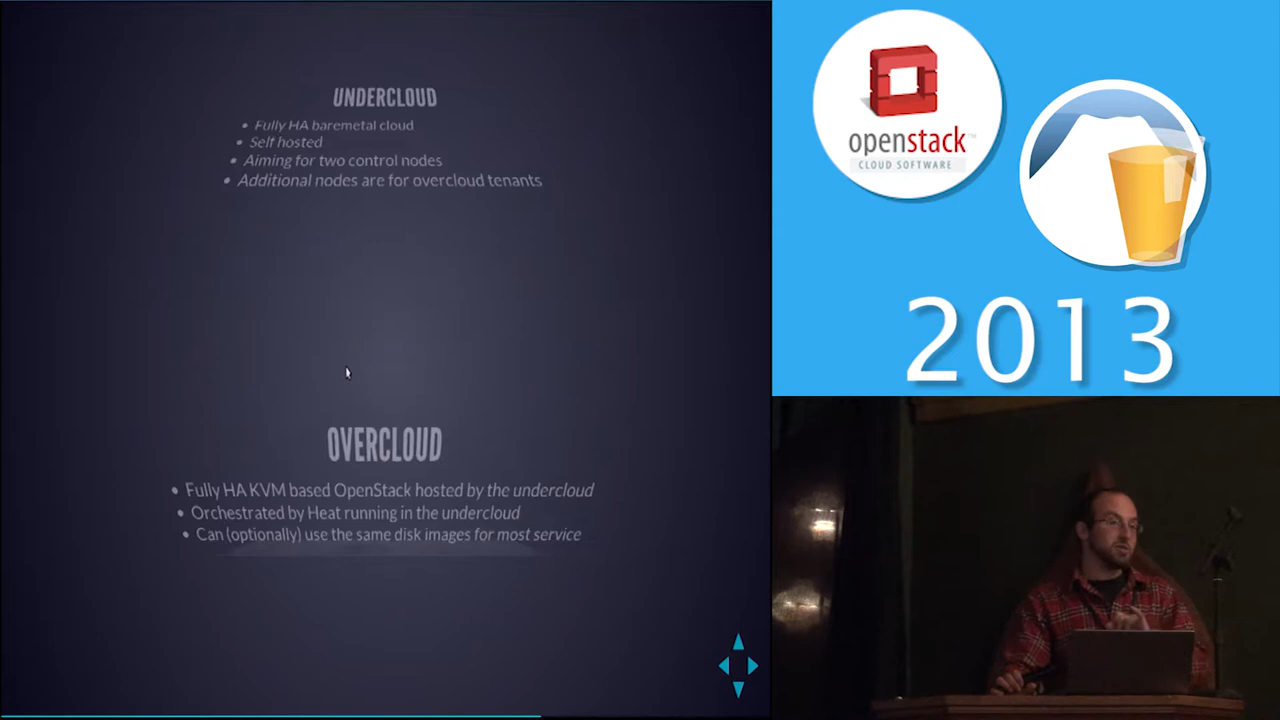 UNDERCLOUD
• Fully HA baremetal cloud
• Self hosted
• Aiming for two control nodes
• Additional nodes are for overcloud tenants
OVERCLOUD
• Fully HA KVM based OpenStack hosted by the undercloud
• Orchestrated by Heat running in the undercloud
• Can (optionally) use the same disk images for most service
openstack™
CLOUD SOFTWARE
2013